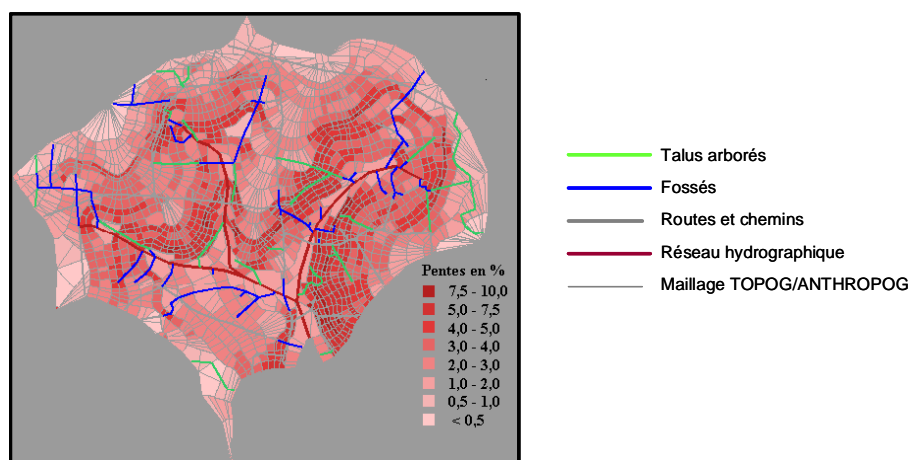 Pentes en %
7,5 - 10,0
5,0 - 7,5
4,0 - 5,0
3,0 - 4,0
2,0 - 3,0
1,0 - 2,0
0,5 - 1,0
< 0,5
Talus arborés
Fossés
Routes et chemins
Réseau hydrographique
Maillage TOPOG/ANTHROPOG